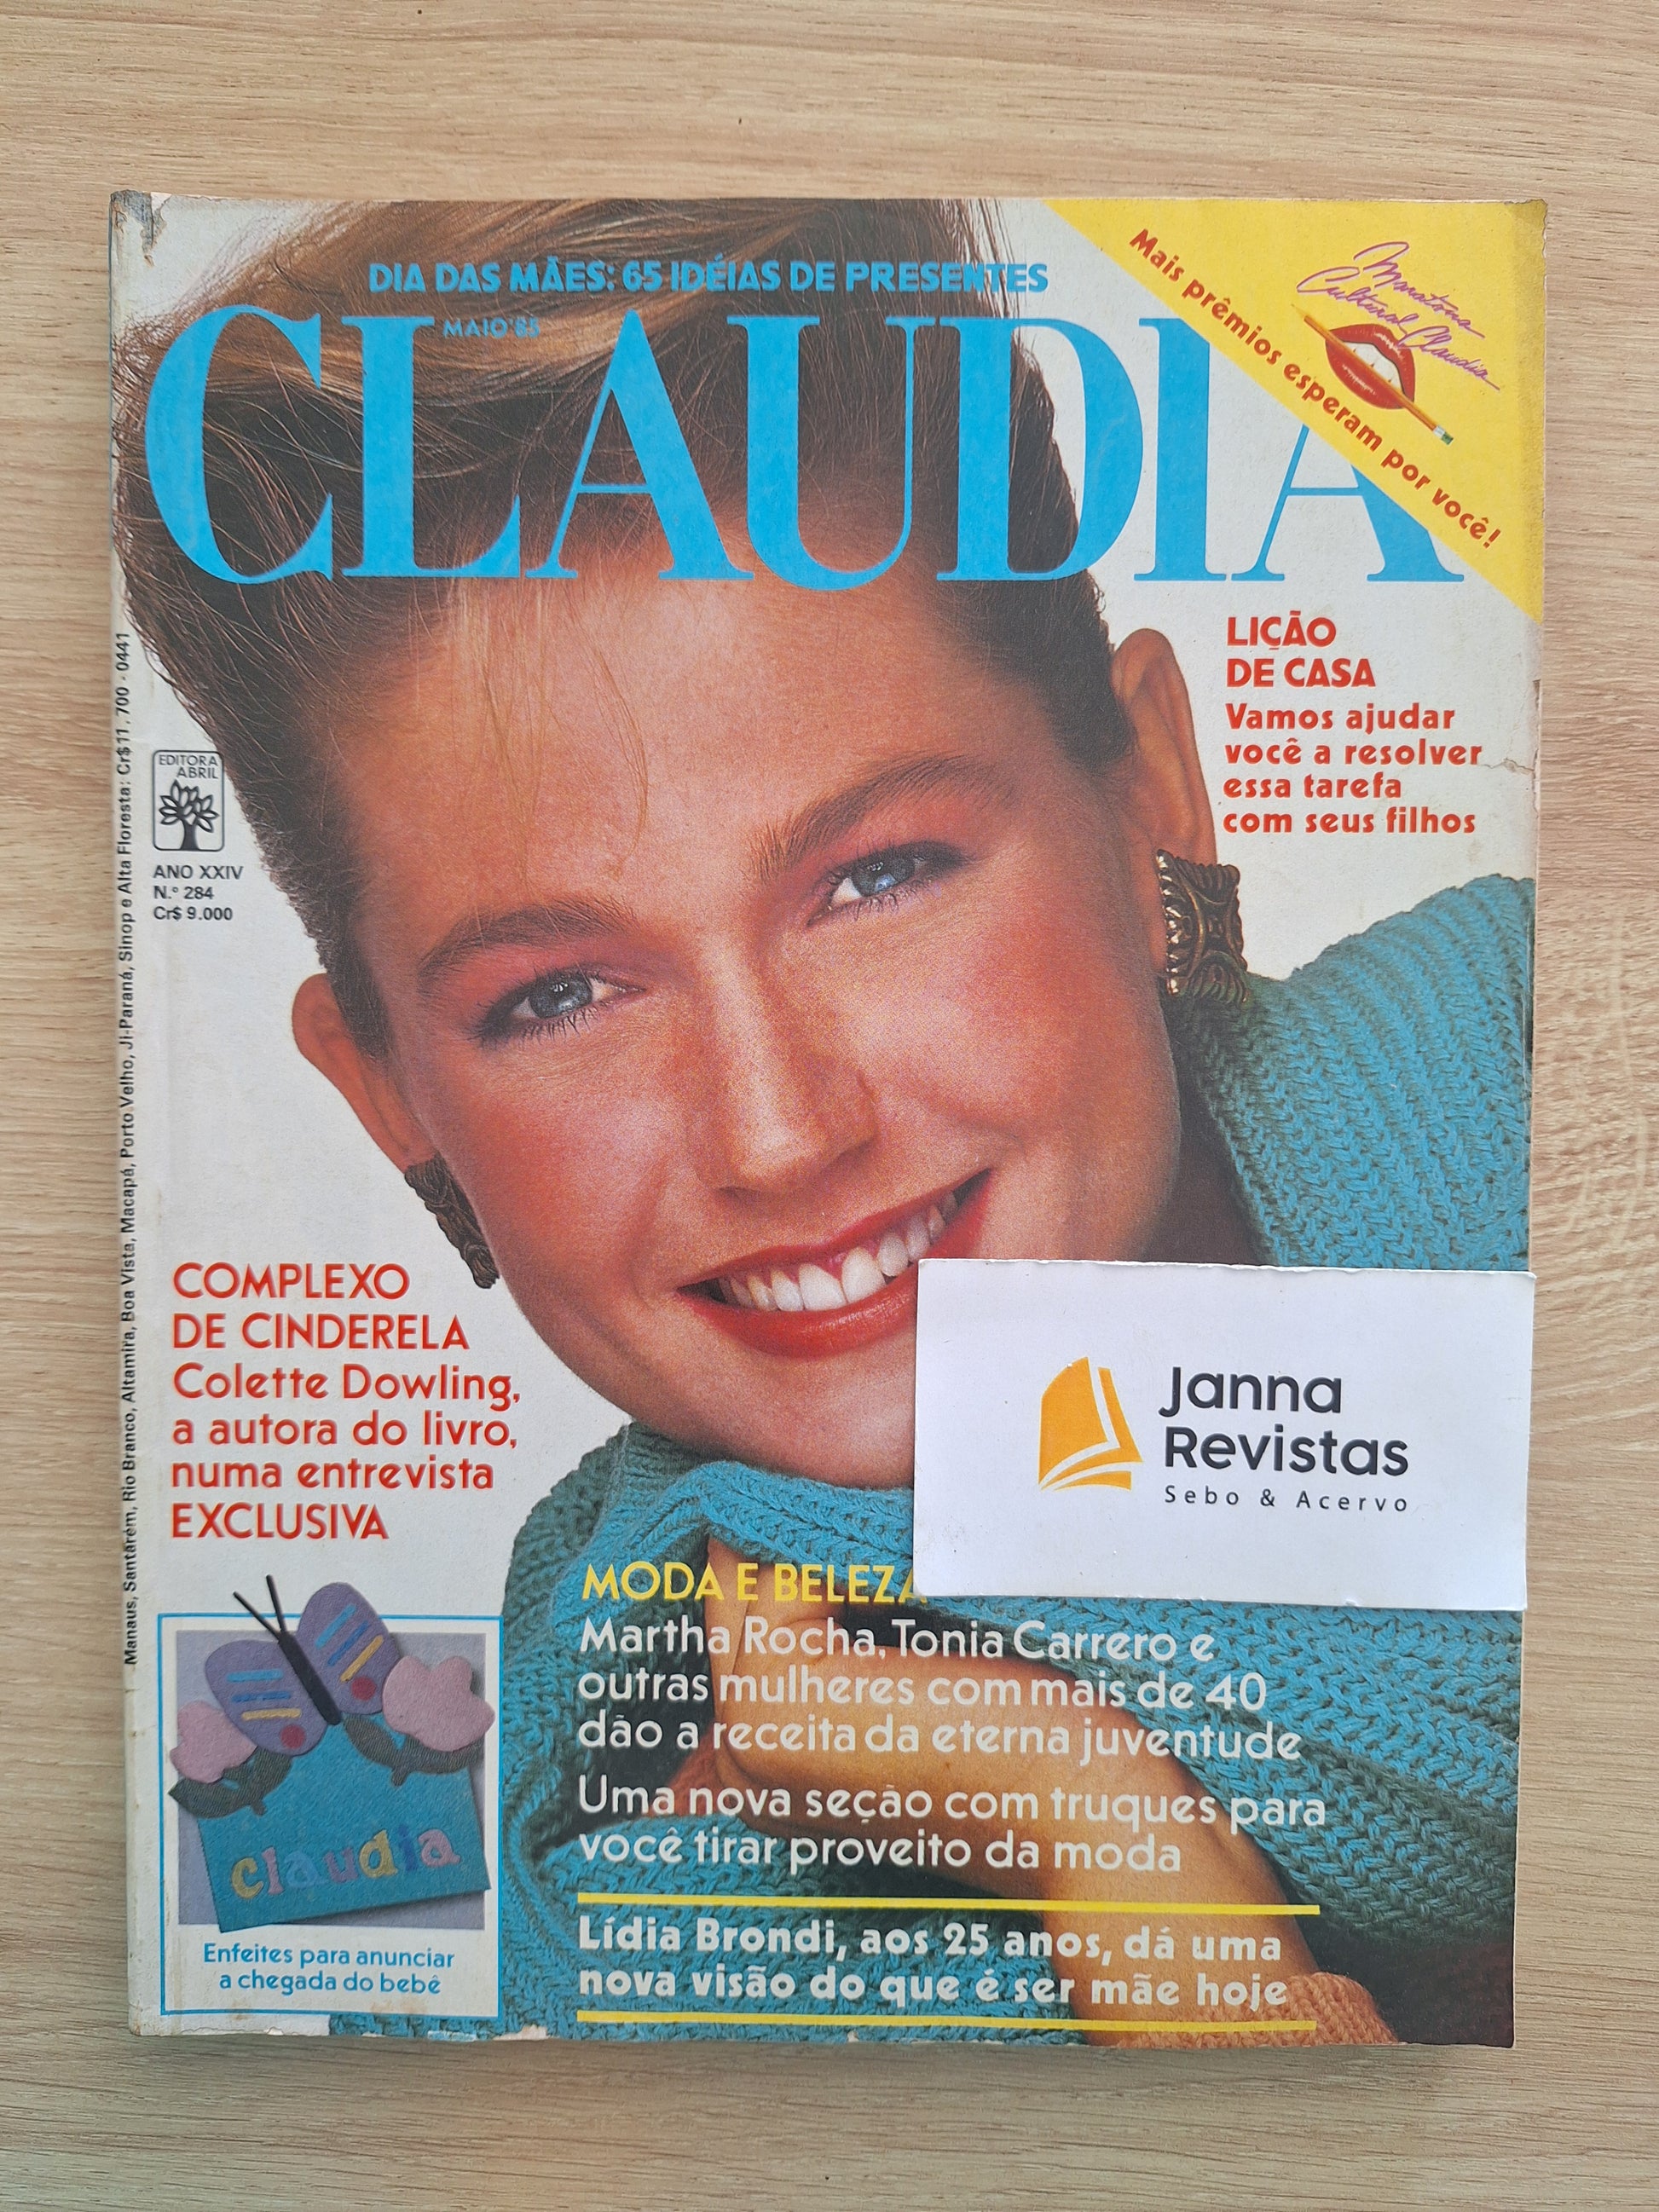 DIA DAS MÃES: 65 IDÉIAS DE PRESENTES
MAIO'85
CLAUDIA
Maratona
Cultural Claudia
Mais prêmios esperam por você!
LIÇÃO
DE CASA
Vamos ajudar
você a resolver
essa tarefa
com seus filhos
EDITORA
ABRIL
ANO XXIV
N.º 284
Cr$ 9.000
Manaus, Santarém, Rio Branco, Altamira, Boa Vista, Macapá, Porto Velho, Ji-Paraná, Sinop e Alta Floresta: Cr$11.700 - 0441
COMPLEXO
DE CINDERELA
Colette Dowling,
a autora do livro,
numa entrevista
EXCLUSIVA
Janna
Revistas
Sebo & Acervo
MODA E BELEZA
Martha Rocha, Tonia Carrero e
outras mulheres com mais de 40
dão a receita da eterna juventude
Uma nova seção com truques para
você tirar proveito da moda
Lídia Brondi, aos 25 anos, dá uma
nova visão do que é ser mãe hoje
claudia
Enfeites para anunciar
a chegada do bebê